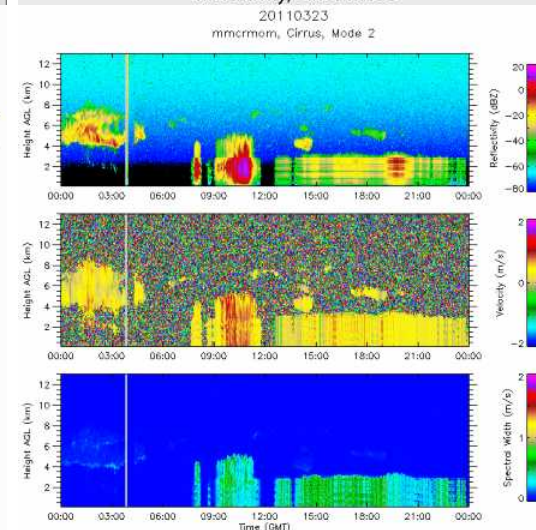 20110323
mmcrmom, Cirrus, Mode 2
Height AGL (km)
12
10
8
6
4
2
00:00 03:00 06:00 09:00 12:00 15:00 18:00 21:00 00:00
20
0
−20
−40
−60
−80
Reflectivity (dBZ)
Height AGL (km)
12
10
8
6
4
2
00:00 03:00 06:00 09:00 12:00 15:00 18:00 21:00 00:00
2
0
−2
Velocity (m/s)
Height AGL (km)
12
10
8
6
4
2
00:00 03:00 06:00 09:00 12:00 15:00 18:00 21:00 00:00
Time (GMT)
2
1
0
Spectral Width (m/s)